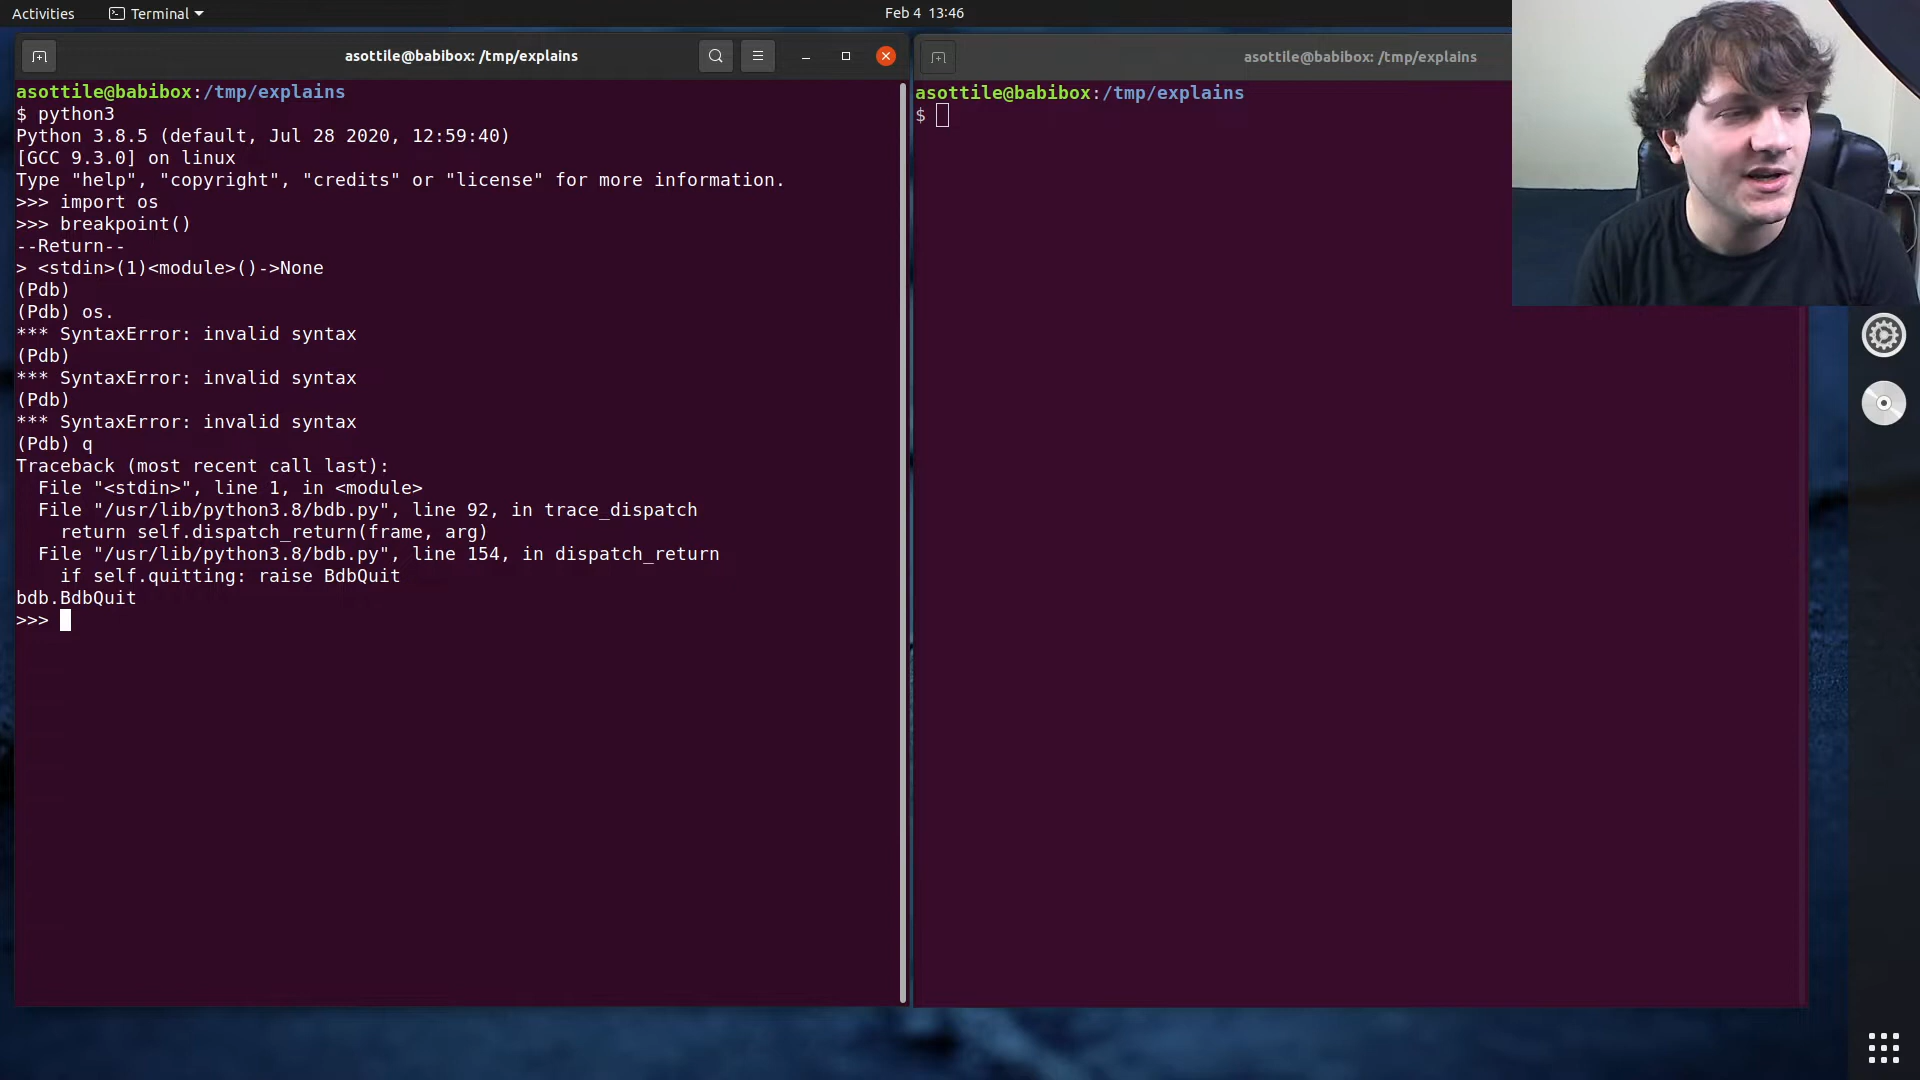 Activities Terminal Feb 4 13:46
asottile@babibox: /tmp/explains
asottile@babibox:/tmp/explains
$ python3
Python 3.8.5 (default, Jul 28 2020, 12:59:40)
[GCC 9.3.0] on linux
Type "help", "copyright", "credits" or "license" for more information.
>>> import os
>>> breakpoint()
--Return--
> <stdin>(1)<module>()->None
(Pdb)
(Pdb) os.
*** SyntaxError: invalid syntax
(Pdb)
*** SyntaxError: invalid syntax
(Pdb)
*** SyntaxError: invalid syntax
(Pdb) q
Traceback (most recent call last):
  File "<stdin>", line 1, in <module>
  File "/usr/lib/python3.8/bdb.py", line 92, in trace_dispatch
    return self.dispatch_return(frame, arg)
  File "/usr/lib/python3.8/bdb.py", line 154, in dispatch_return
    if self.quitting: raise BdbQuit
bdb.BdbQuit
>>>
asottile@babibox: /tmp/explains
asottile@babibox:/tmp/explains
$